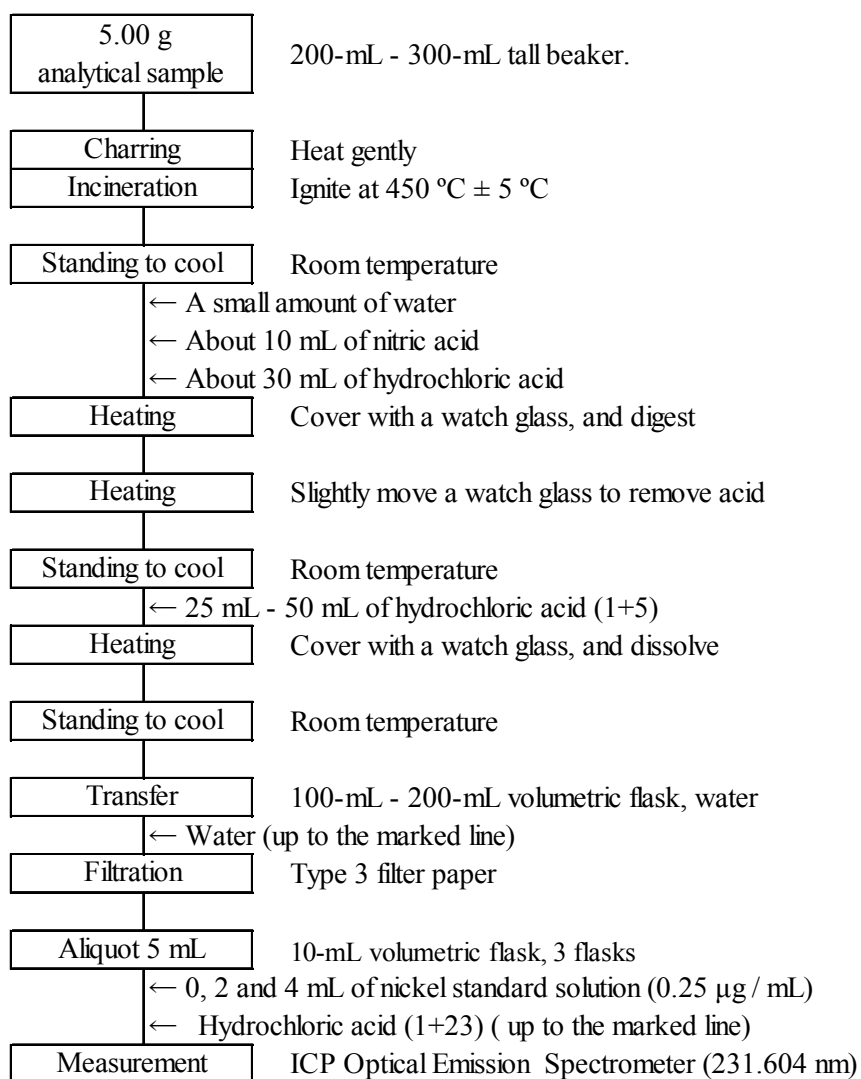 5.00 g
analytical sample
200-mL - 300-mL tall beaker.
Charring
Heat gently
Incineration
Ignite at 450 ºC ± 5 ºC
Standing to cool
Room temperature
← A small amount of water
← About 10 mL of nitric acid
← About 30 mL of hydrochloric acid
Heating
Cover with a watch glass, and digest
Heating
Slightly move a watch glass to remove acid
Standing to cool
Room temperature
← 25 mL - 50 mL of hydrochloric acid (1+5)
Heating
Cover with a watch glass, and dissolve
Standing to cool
Room temperature
Transfer
100-mL - 200-mL volumetric flask, water
← Water (up to the marked line)
Filtration
Type 3 filter paper
Aliquot 5 mL
10-mL volumetric flask, 3 flasks
← 0, 2 and 4 mL of nickel standard solution (0.25 µg / mL)
← Hydrochloric acid (1+23) ( up to the marked line)
Measurement
ICP Optical Emission Spectrometer (231.604 nm)